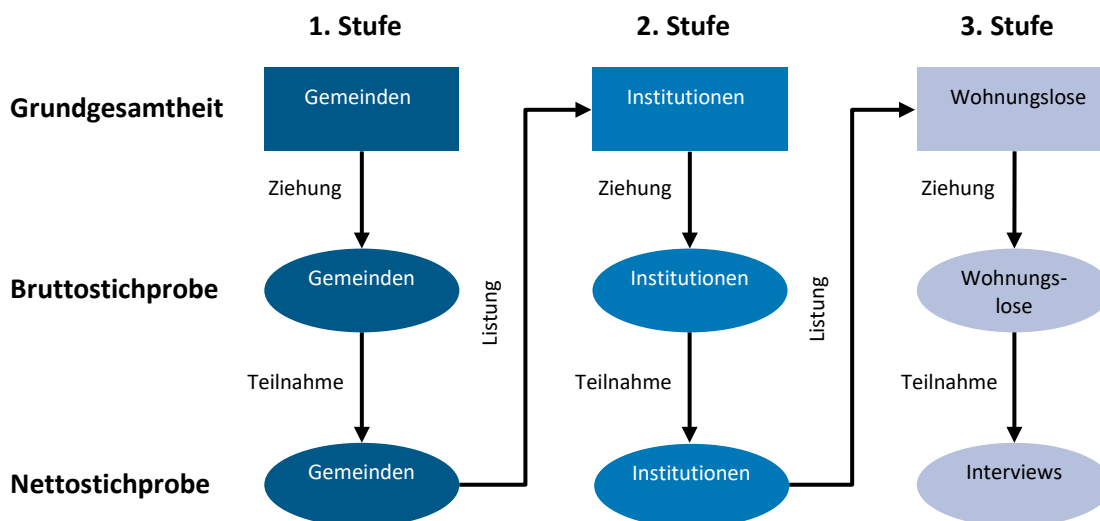 1. Stufe
2. Stufe
3. Stufe
Grundgesamtheit
Gemeinden
Institutionen
Wohnungslose
Ziehung
Ziehung
Ziehung
Bruttostichprobe
Gemeinden
Institutionen
Wohnungs-
lose
Listung
Listung
Teilnahme
Teilnahme
Teilnahme
Nettostichprobe
Gemeinden
Institutionen
Interviews